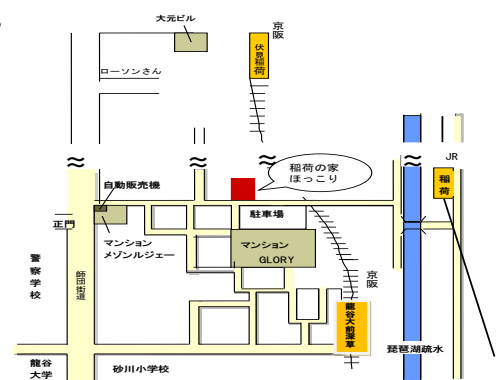 大元ビル
京阪
伏見稲荷
ローソンさん
JR
稲荷
稲荷の家
ほっこり
自動販売機
駐車場
正門
マンション
メゾンルジェー
マンション
GLORY
警察学校
師団街道
京阪
龍谷大前深草
琵琶湖疏水
龍谷
大学
砂川小学校